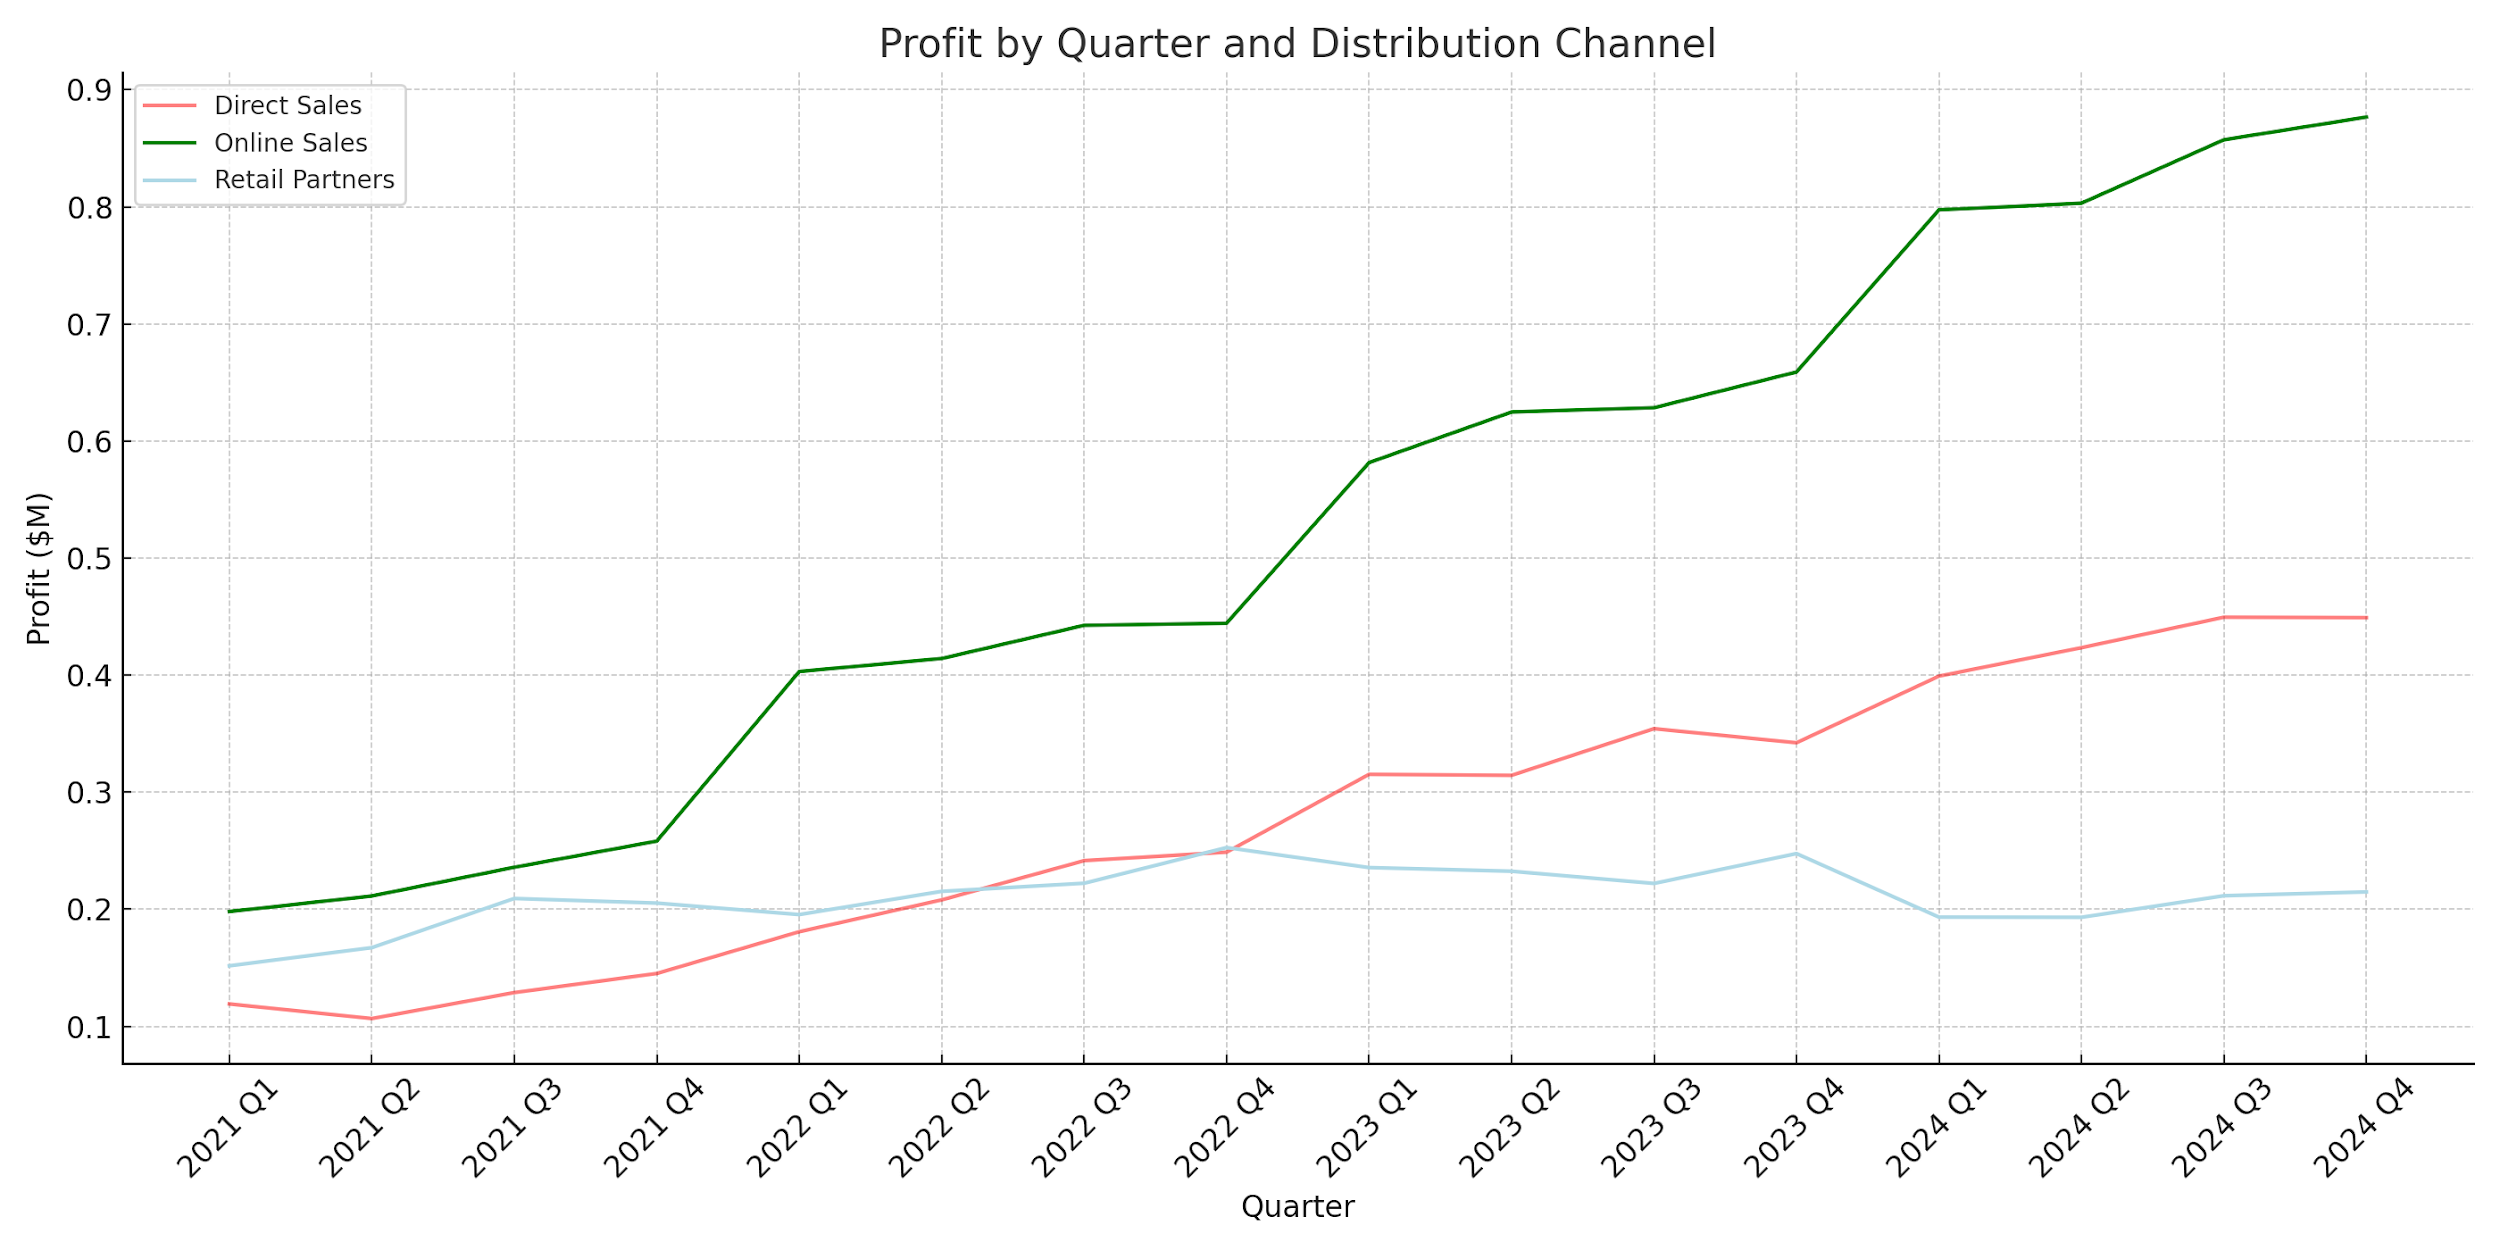 Profit by Quarter and Distribution Channel
Direct Sales
Online Sales
Retail Partners
0.9
0.8
0.7
0.6
0.5
0.4
0.3
0.2
0.1
Profit ($M)
2021 Q1
2021 Q2
2021 Q3
2021 Q4
2022 Q1
2022 Q2
2022 Q3
2022 Q4
2023 Q1
2023 Q2
2023 Q3
2023 Q4
2024 Q1
2024 Q2
2024 Q3
2024 Q4
Quarter